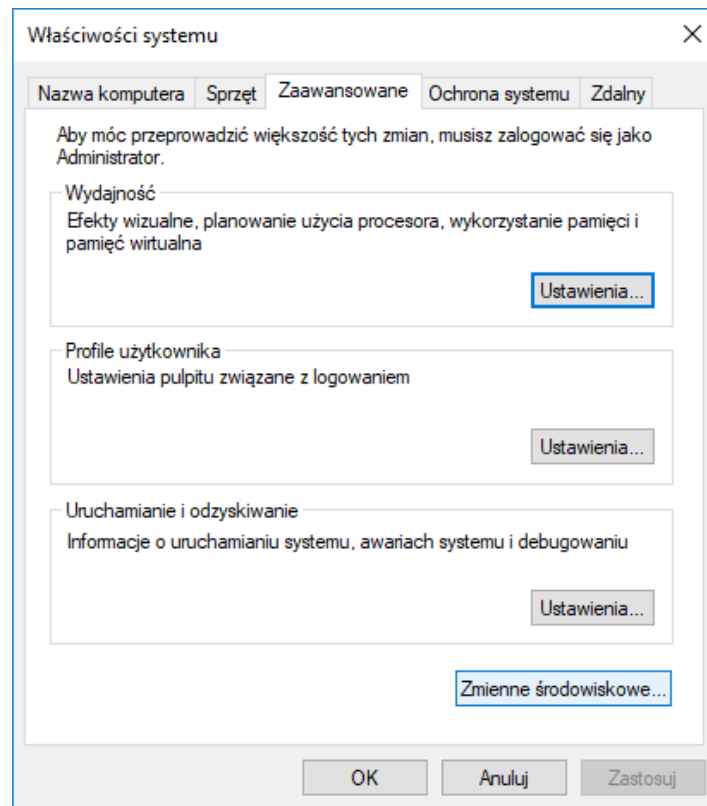 Właściwości systemu
Nazwa komputera Sprzęt Zaawansowane Ochrona systemu Zdalny
Aby móc przeprowadzić większość tych zmian, musisz zalogować się jako
Administrator.
Wydajność
Efekty wizualne, planowanie użycia procesora, wykorzystanie pamięci i
pamięć wirtualna
Ustawienia...
Profile użytkownika
Ustawienia pulpitu związane z logowaniem
Ustawienia...
Uruchamianie i odzyskiwanie
Informacje o uruchamianiu systemu, awariach systemu i debugowaniu
Ustawienia...
Zmienne środowiskowe...
OK Anuluj Zastosuj